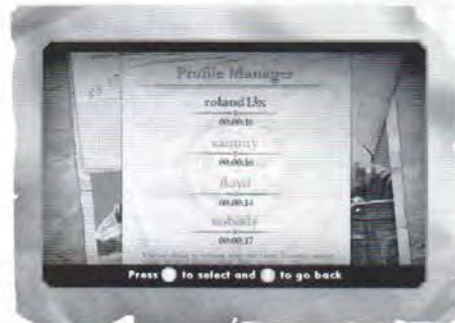 Profile Manager
roland13x
00:00:16
sammy
00:00:16
floyd
00:00:14
nobody
00:00:17
Press to select and to go back